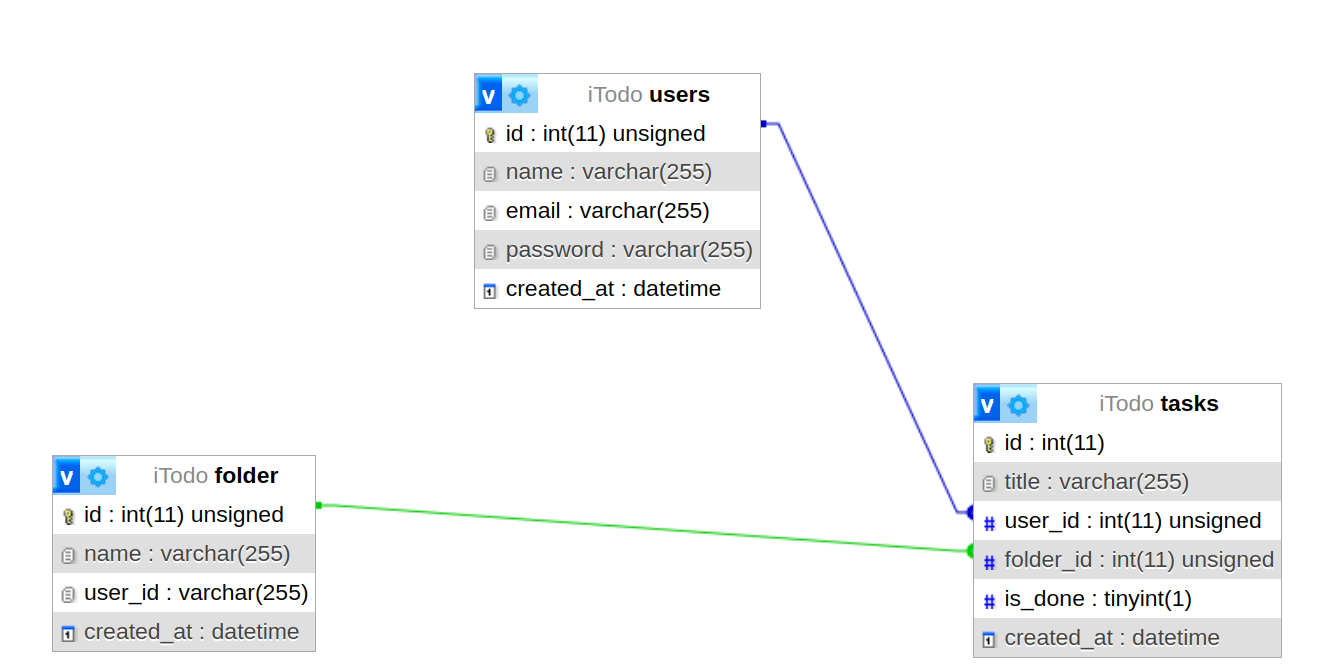 v iTodo users
id : int(11) unsigned
name : varchar(255)
email : varchar(255)
password : varchar(255)
created_at : datetime
v iTodo folder
id : int(11) unsigned
name : varchar(255)
user_id : varchar(255)
created_at : datetime
v iTodo tasks
id : int(11)
title : varchar(255)
# user_id : int(11) unsigned
# folder_id : int(11) unsigned
# is_done : tinyint(1)
created_at : datetime